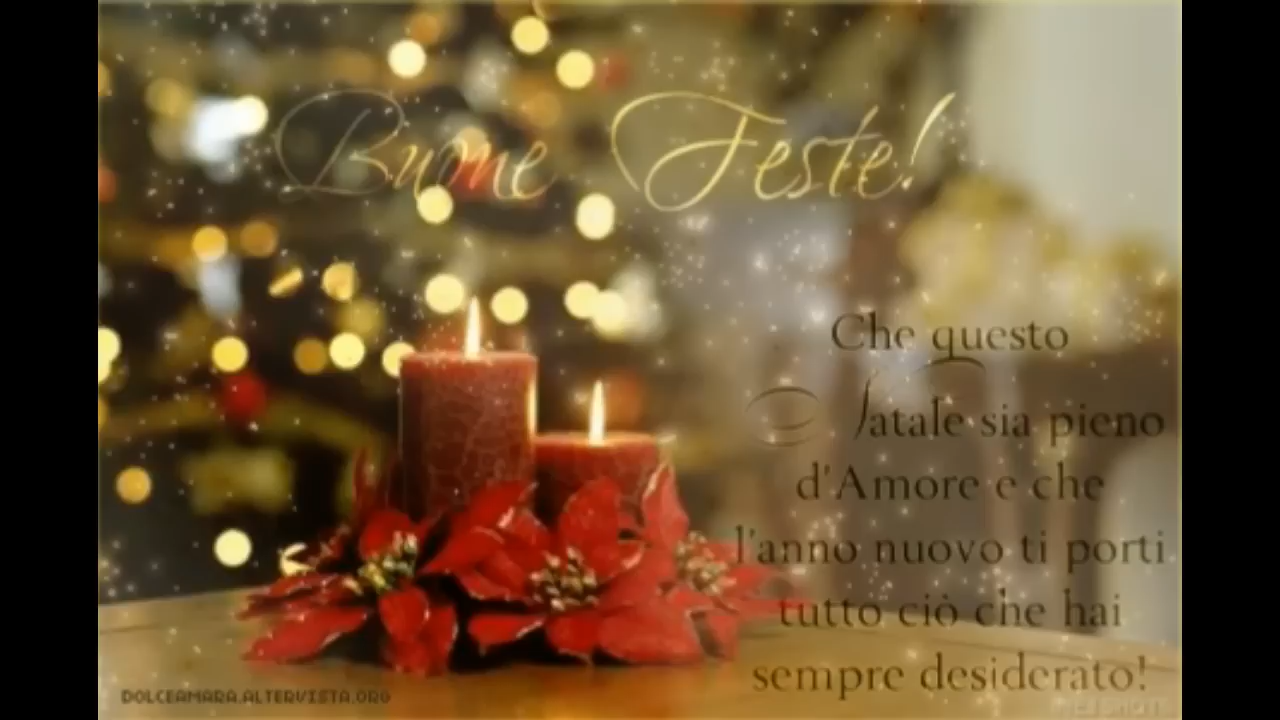 Buone Feste!
Che questo
Natale sia pieno
d'Amore e che
l'anno nuovo ti porti
tutto ciò che hai
sempre desiderato!
DOLCEAMARA.ALTERVISTA.ORG